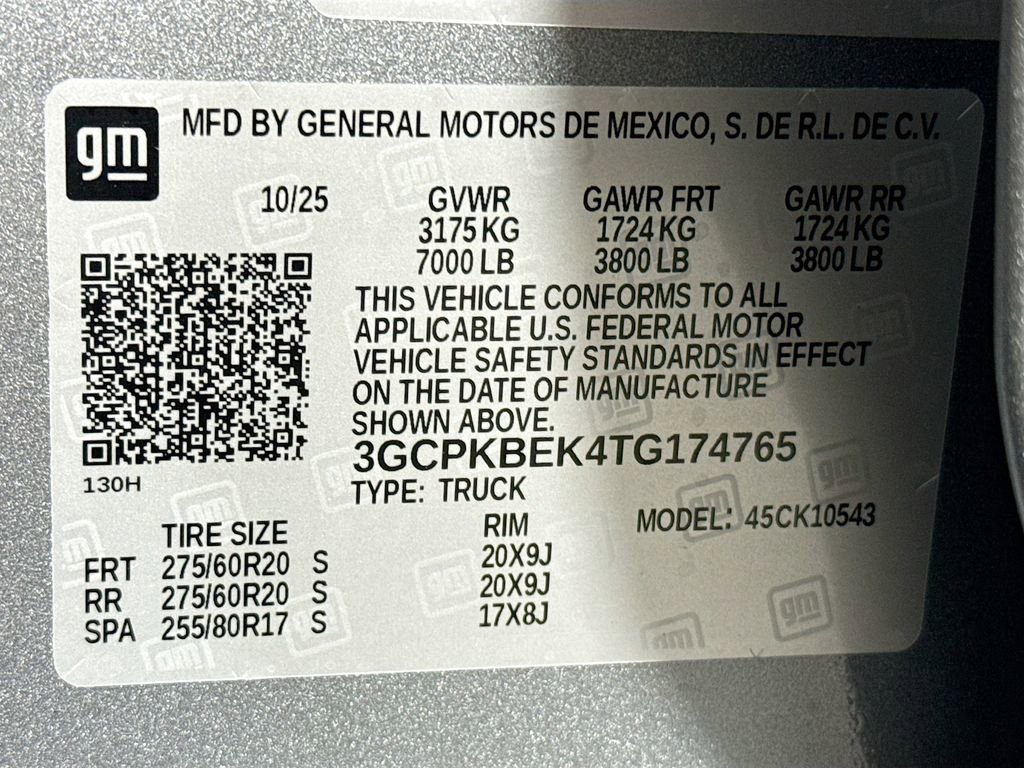 gm
MFD BY GENERAL MOTORS DE MEXICO, S. DE R.L. DE C.V.
10/25 GVWR GAWR FRT GAWR RR
3175 KG 1724 KG 1724 KG
7000 LB 3800 LB 3800 LB
THIS VEHICLE CONFORMS TO ALL
APPLICABLE U.S. FEDERAL MOTOR
VEHICLE SAFETY STANDARDS IN EFFECT
ON THE DATE OF MANUFACTURE
SHOWN ABOVE.
3GCPKBEK4TG174765
130H
TYPE: TRUCK
MODEL: 45CK10543
TIRE SIZE RIM
FRT 275/60R20 S 20X9J
RR 275/60R20 S 20X9J
SPA 255/80R17 S 17X8J